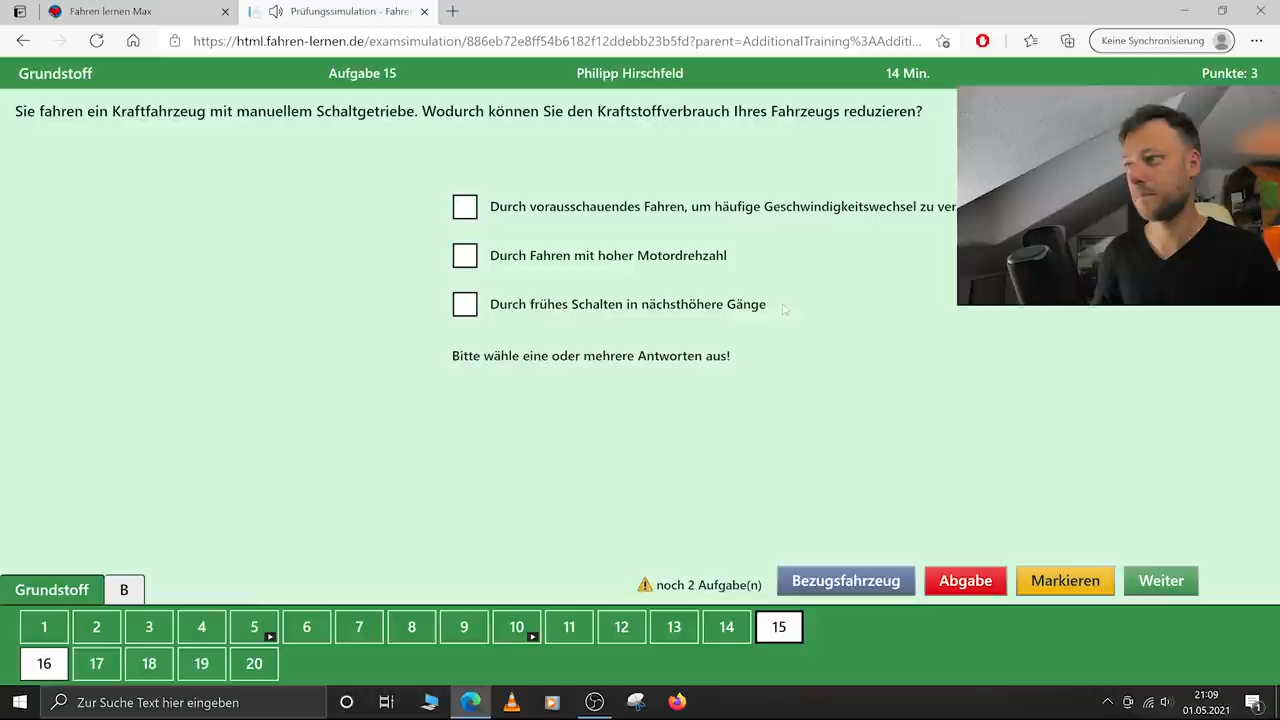 Fahren lernen Max
Prüfungssimulation - Fahrer
https://html.fahren-lernen.de/examsimulation/886eb72e8ff54b6182f12ddebb23b5fd?parent=AdditionalTraining%3AAdditi...
Keine Synchronisierung
Grundstoff
Aufgabe 15
Philipp Hirschfeld
14 Min.
Punkte: 3
Sie fahren ein Kraftfahrzeug mit manuellem Schaltgetriebe. Wodurch können Sie den Kraftstoffverbrauch Ihres Fahrzeugs reduzieren?
Durch vorausschauendes Fahren, um häufige Geschwindigkeitswechsel zu ver
Durch Fahren mit hoher Motordrehzahl
Durch frühes Schalten in nächsthöhere Gänge
Bitte wähle eine oder mehrere Antworten aus!
Grundstoff
B
noch 2 Aufgabe(n)
Bezugsfahrzeug
Abgabe
Markieren
Weiter
1 2 3 4 5 6 7 8 9 10 11 12 13 14 15
16 17 18 19 20
Zur Suche Text hier eingeben
21:09
01.05.2021